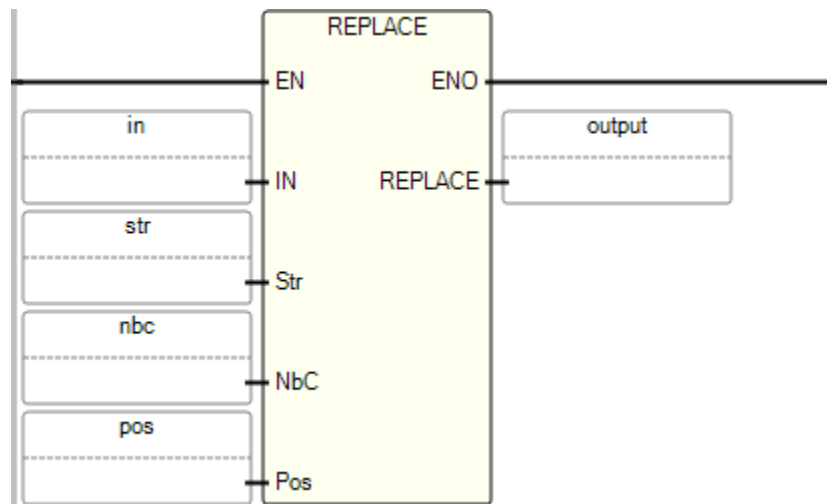 REPLACE
EN ENO
in
output
IN REPLACE
str
Str
nbc
NbC
pos
Pos